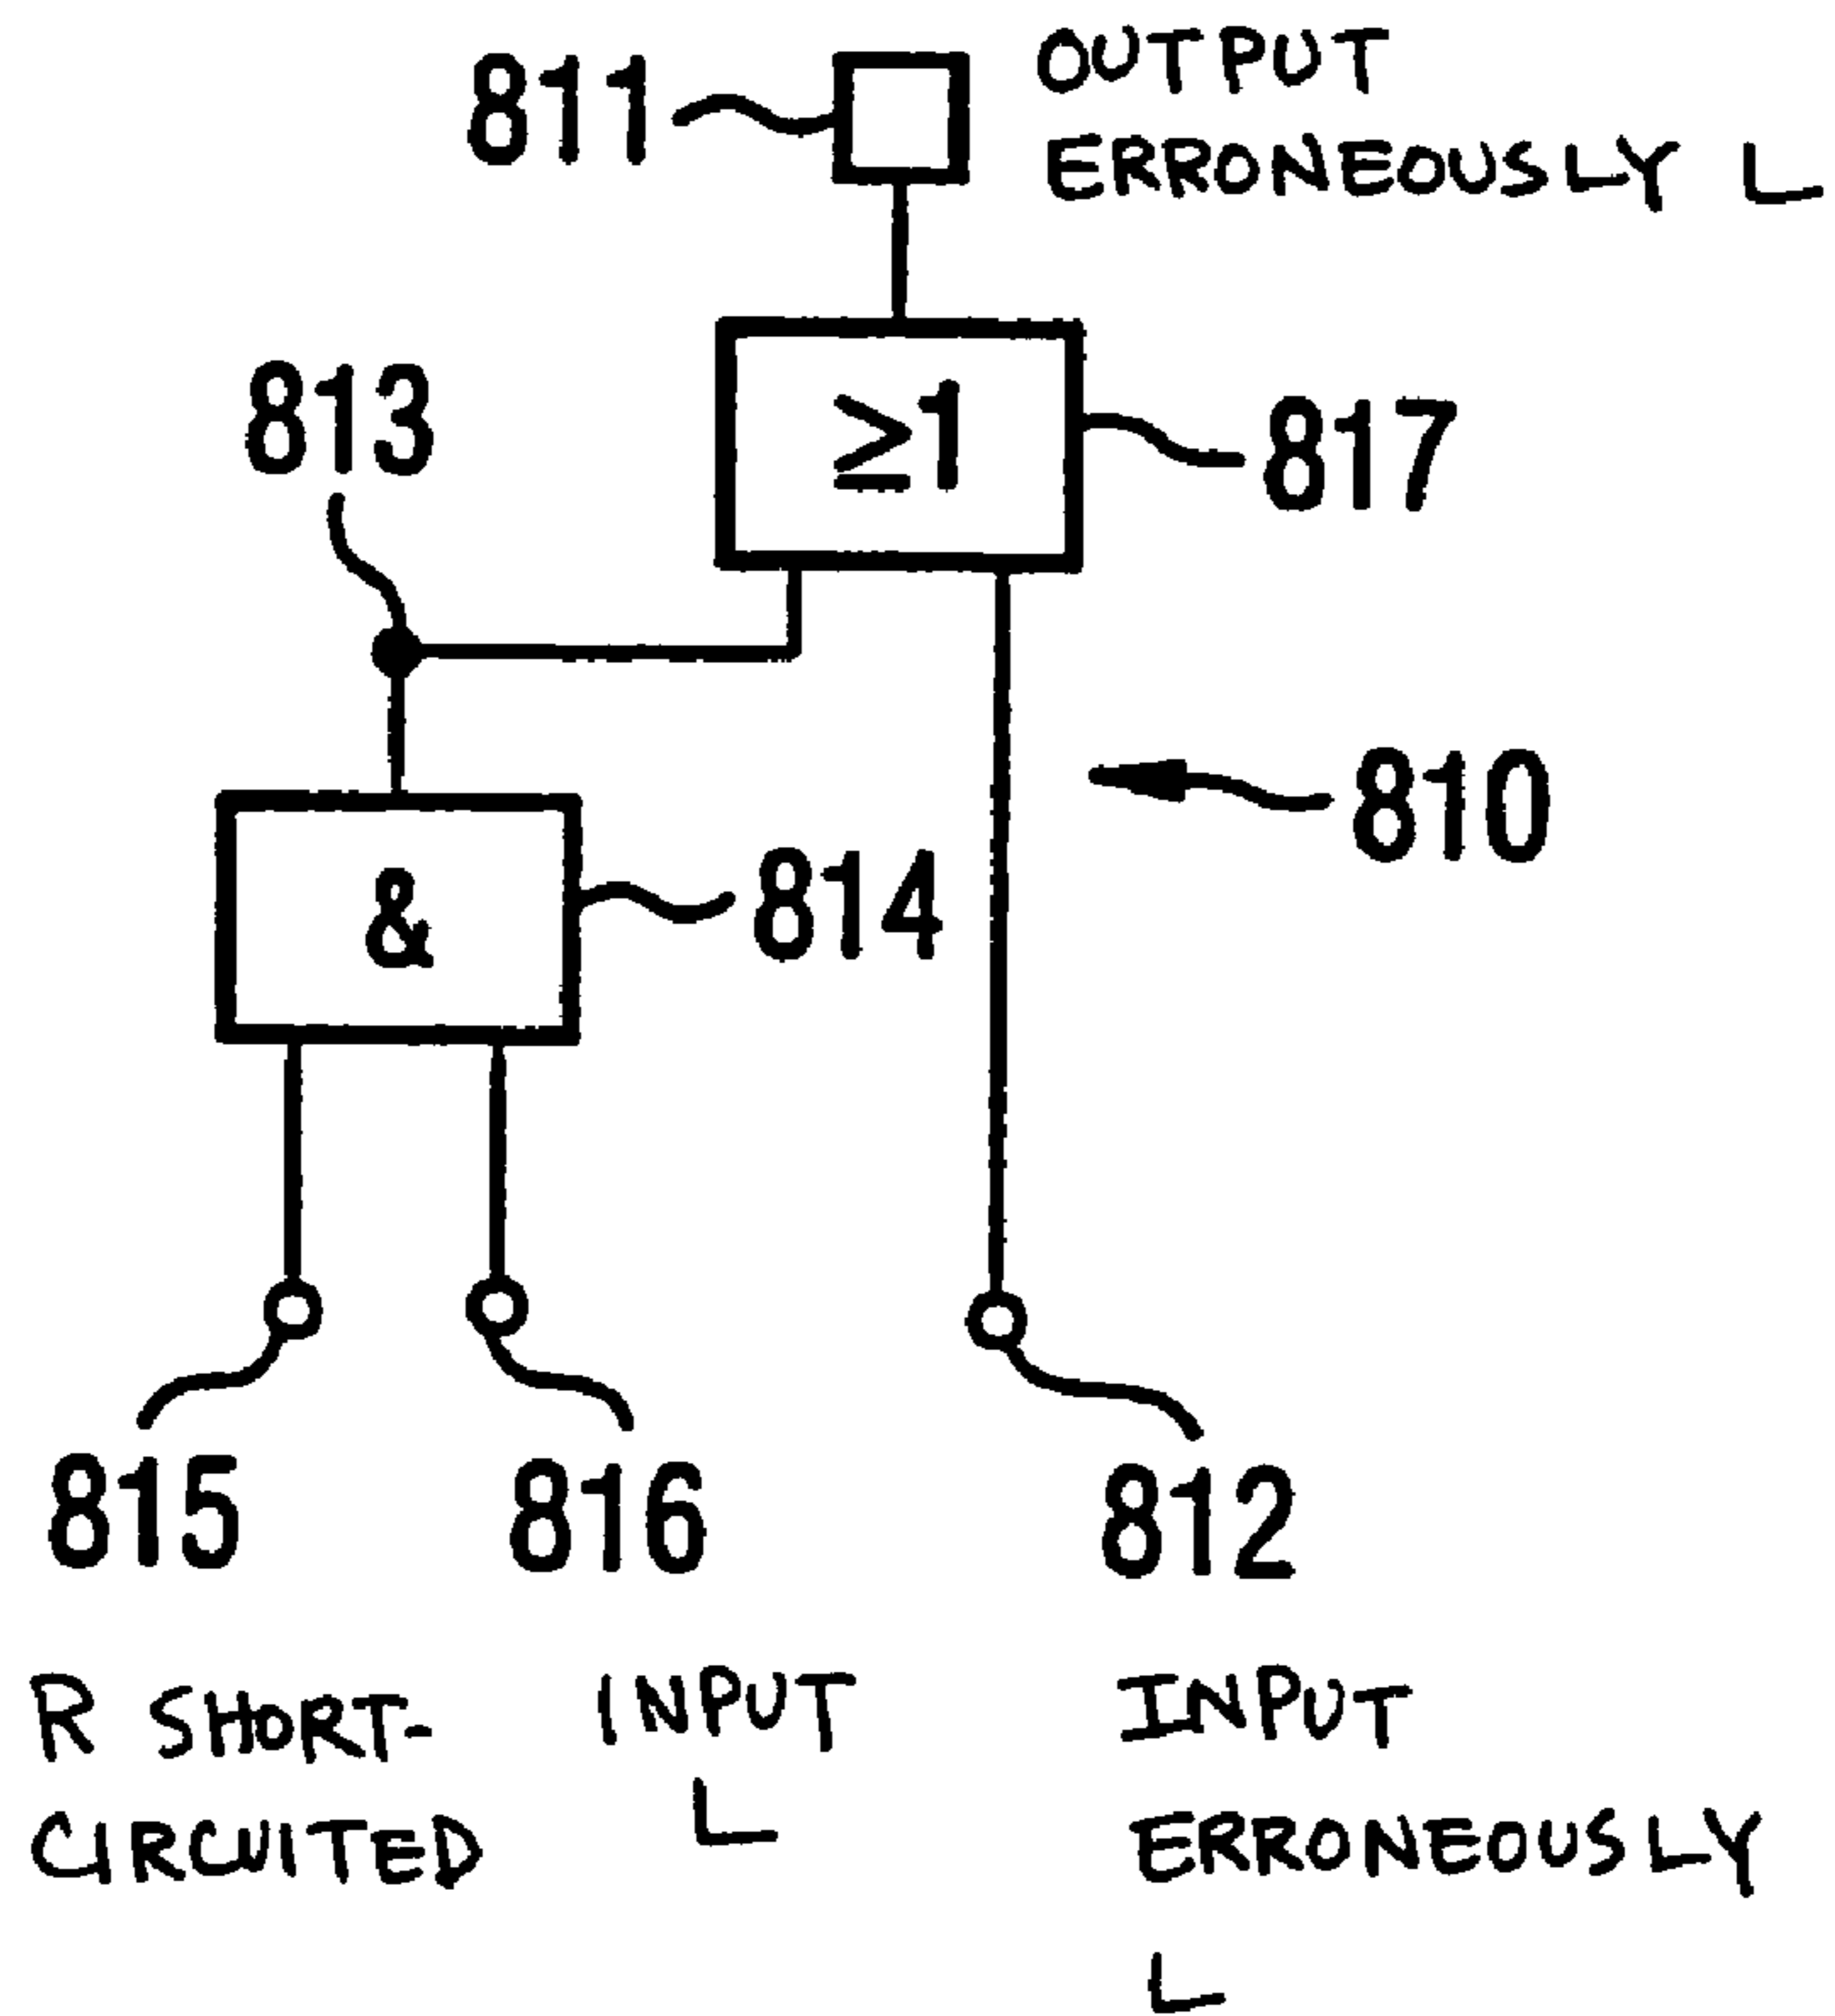 811
OUTPUT
ERRONEOUSLY L
813
≥1
817
810
&
814
815
816
812
R SHORT-
CIRCUITED
INPUT
L
INPUT
ERRONEOUSLY
L